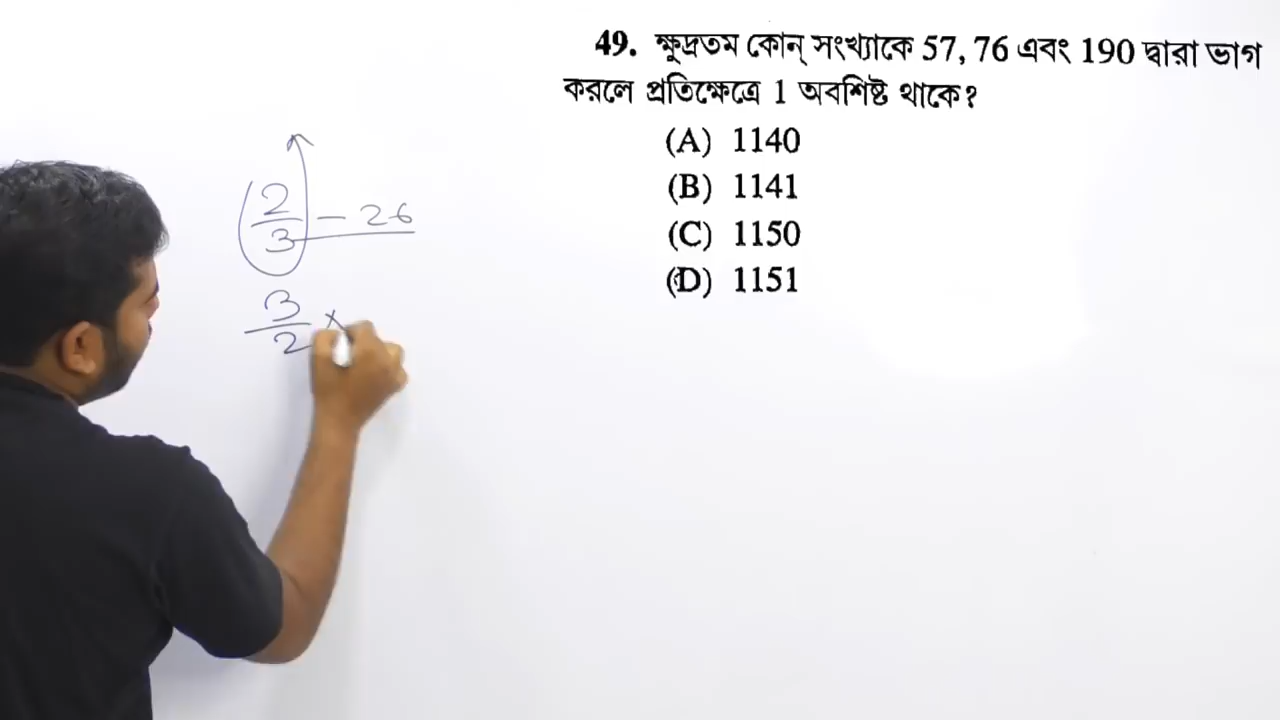 49. ক্ষুদ্রতম কোন্ সংখ্যাকে 57, 76 এবং 190 দ্বারা ভাগ
করলে প্রতিক্ষেত্রে 1 অবশিষ্ট থাকে?
(A) 1140
(B) 1141
(C) 1150
(D) 1151
2
3
— 26
3
2
×